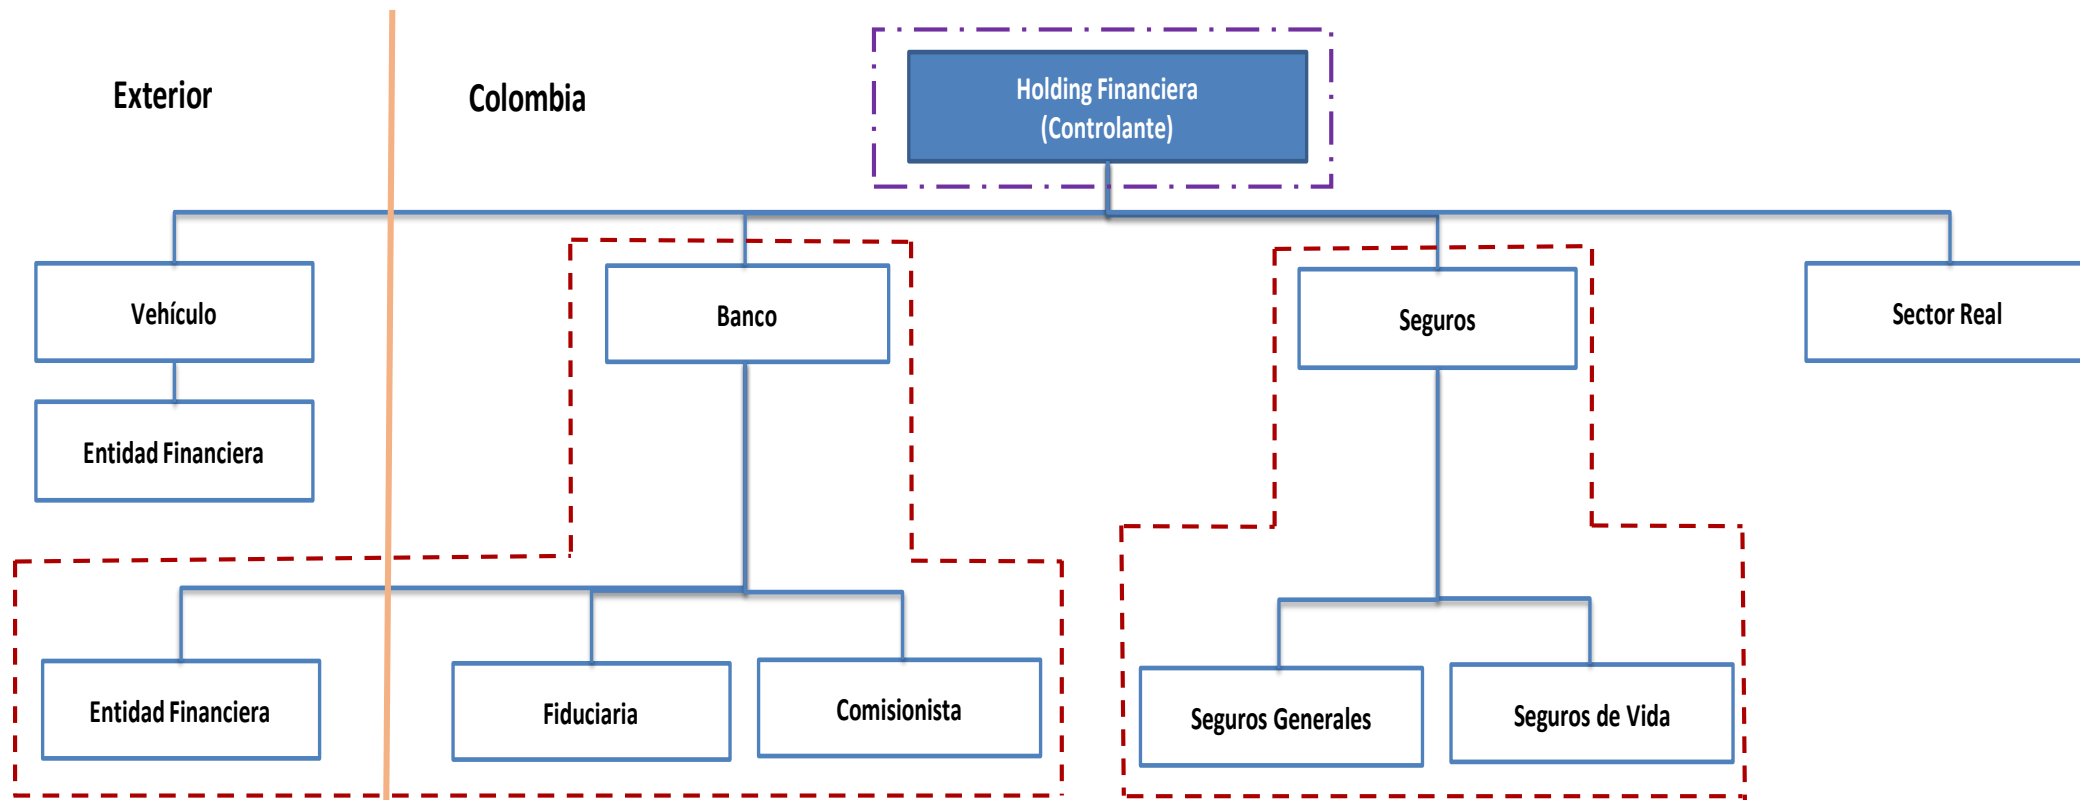 Exterior
Colombia
Holding Financiera
(Controlante)
Vehículo
Banco
Seguros
Sector Real
Entidad Financiera
Entidad Financiera
Fiduciaria
Comisionista
Seguros Generales
Seguros de Vida